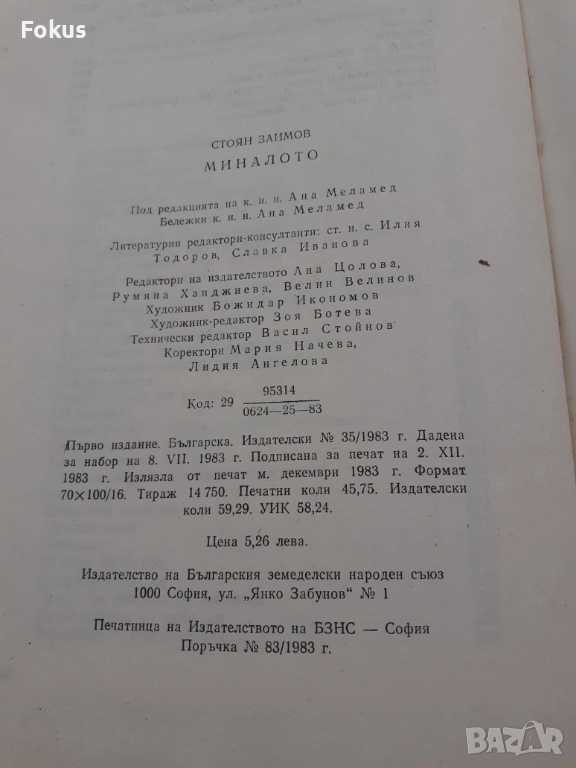 Fokus
СТОЯН ЗАИМОВ
МИНАЛОТО
Под редакцията на к. и. н. Ана Меламед
Бележки к. и. н. Ана Меламед
Литературни редактори-консултанти: ст. н. с. Илия
Тодоров, Славка Иванова
Редактори на издателството Ана Цолова,
Румяна Ханджиева, Велин Велинов
Художник Божидар Икономов
Художник-редактор Зоя Ботева
Технически редактор Васил Стойнов
Коректори Мария Начева,
Лидия Ангелова
95314
Код: 29
0624—25—83
Първо издание. Българска. Издателски № 35/1983 г. Дадена
за набор на 8. VII. 1983 г. Подписана за печат на 2. XII.
1983 г. Излязла от печат м. декември 1983 г. Формат
70×100/16. Тираж 14 750. Печатни коли 45,75. Издателски
коли 59,29. УИК 58,24.
Цена 5,26 лева.
Издателство на Българския земеделски народен съюз
1000 София, ул. „Янко Забунов" № 1
Печатница на Издателството на БЗНС — София
Поръчка № 83/1983 г.
BAZAR